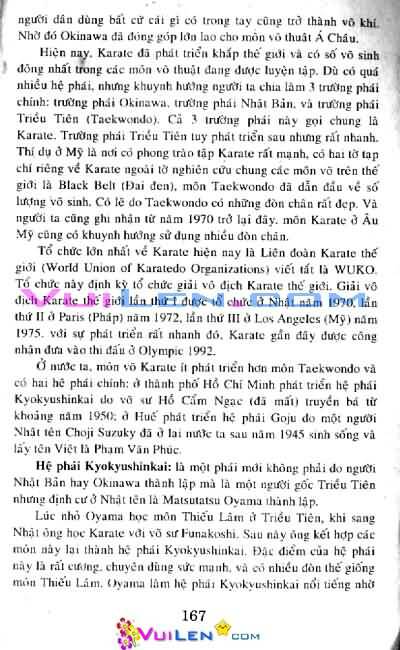 người dân dùng bất cứ cái gì có trong tay cũng trở thành võ khí.
Nhờ đó Okinawa đã đóng góp lớn lao cho môn võ thuật Á Châu.
Hiện nay, Karate đã phát triển khắp thế giới và có số võ sinh
đông nhất trong các môn võ thuật đang được luyện tập. Dù có quá
nhiều hệ phái, nhưng khuynh hướng người ta chia làm 3 trường phái
chính: trường phái Okinawa, trường phái Nhật Bản, và trường phái
Triều Tiên (Taekwondo). Cả 3 trường phái này gọi chung là
Karate. Trường phái Triều Tiên tuy phát triển sau nhưng rất nhanh.
Thí dụ ở Mỹ là nơi có phong trào tập Karate rất mạnh, có hai tờ tạp
chí riêng về Karate ngoài tờ nghiên cứu chung các môn võ trên thế
giới là Black Belt (Đai đen), môn Taekwondo đã dẫn đầu về số
lượng võ sinh. Có lẽ do Taekwondo có những đòn chân rất đẹp. Và
người ta cũng ghi nhận từ năm 1970 trở lại đây, môn Karate ở Âu
Mỹ cũng có khuynh hướng sử dụng nhiều đòn chân.
Tổ chức lớn nhất về Karate hiện nay là Liên đoàn Karate thế
giới (World Union of Karatedo Organizations) viết tắt là WUKO.
Tổ chức này định kỳ tổ chức giải vô địch Karate thế giới. Giải vô
địch Karate thế giới lần thứ I được tổ chức ở Nhật năm 1970, lần
thứ II ở Paris (Pháp) năm 1972, lần thứ III ở Los Angeles (Mỹ) năm
1975. với sự phát triển rất nhanh đó, Karate gần đây được công
nhận đưa vào thi đấu ở Olympic 1992.
Ở nước ta, môn võ Karate ít phát triển hơn môn Taekwondo và
có hai hệ phái chính: ở thành phố Hồ Chí Minh phát triển hệ phái
Kyokyushinkai do võ sư Hồ Cẩm Ngạc (đã mất) truyền bá từ
khoảng năm 1950; ở Huế phát triển hệ phái Goju do một người
Nhật tên Choji Suzuky đã ở lại nước ta sau năm 1945 sinh sống và
lấy tên Việt là Phạm Văn Phúc.
Hệ phái Kyokyushinkai: là một phái mới không phải do người
Nhật Bản hay Okinawa thành lập mà là một người gốc Triều Tiên
nhưng định cư ở Nhật tên là Matsutatsu Oyama thành lập.
Lúc nhỏ Oyama học môn Thiếu Lâm ở Triều Tiên, khi sang
Nhật ông học Karate với võ sư Funakoshi. Sau này ông kết hợp các
môn này lại thành hệ phái Kyokyushinkai. Đặc điểm của hệ phái
này là rất cương, chuyên dùng sức mạnh, và có nhiều đòn thế giống
môn Thiếu Lâm. Oyama làm hệ phái Kyokyushinkai nổi tiếng nhờ
167
VUILEN.COM